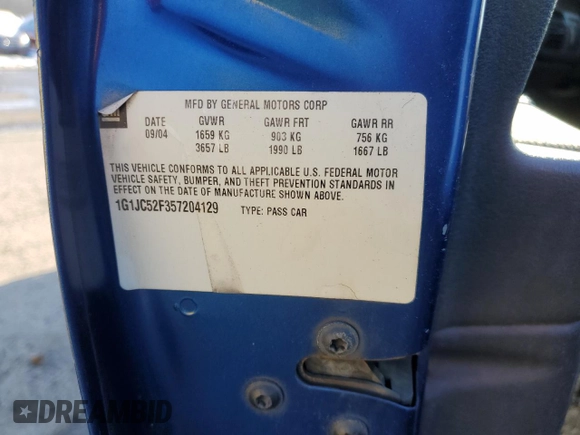 MFD BY GENERAL MOTORS CORP
DATE GVWR GAWR FRT GAWR RR
09/04 1659 KG 903 KG 756 KG
3657 LB 1990 LB 1667 LB
THIS VEHICLE CONFORMS TO ALL APPLICABLE U.S. FEDERAL MOTOR
VEHICLE SAFETY, BUMPER, AND THEFT PREVENTION STANDARDS IN
EFFECT ON THE DATE OF MANUFACTURE SHOWN ABOVE.
1G1JC52F357204129 TYPE: PASS CAR
DREAMBID